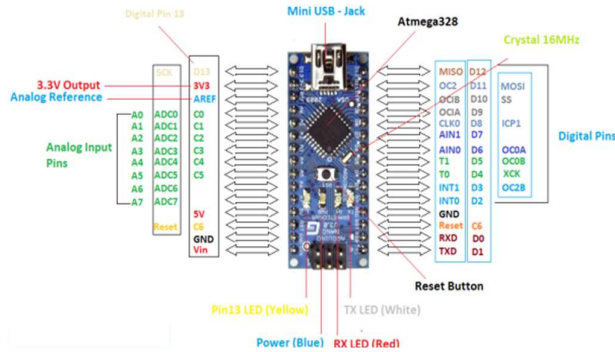 Digital Pin 13
Mini USB - Jack
Atmega328
Crystal 16MHz
3.3V Output
Analog Reference
Analog Input
Pins
A0
A1
A2
A3
A4
A5
A6
A7
SCK
ADC0
ADC1
ADC2
ADC3
ADC4
ADC5
ADC6
ADC7
Reset
D13
3V3
AREF
C0
C1
C2
C3
C4
C5
5V
C6
GND
Vin
MISO D12
OC2 D11 MOSI
OCIB D10 SS
OCIA D9
CLK0 D8 ICP1
AIN1 D7
AIN0 D6 OC0A
T1 D5 OC0B
T0 D4 XCK
INT1 D3 OC2B
INT0 D2
GND
Reset C6
RXD D0
TXD D1
Digital Pins
Reset Button
Pin13 LED (Yellow)
TX LED (White)
Power (Blue)
RX LED (Red)